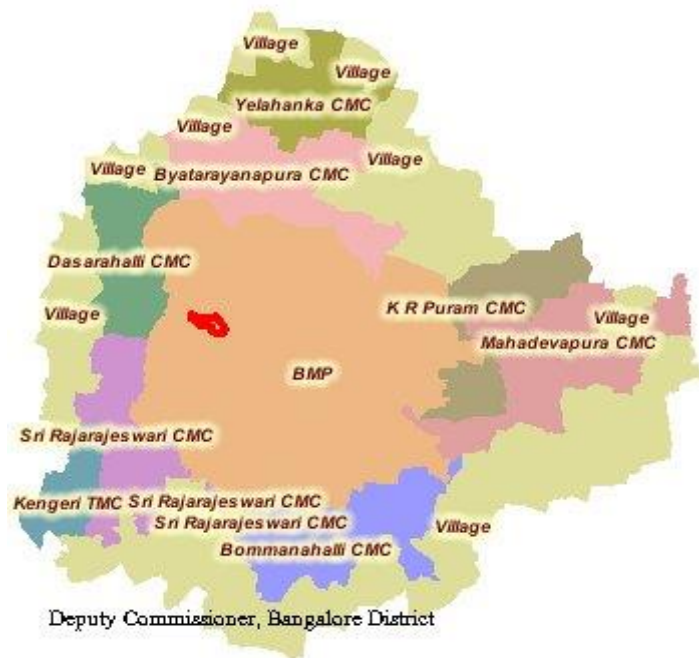 Village
Village
Yelahanka CMC
Village
Village
Village
Byatarayanapura CMC
Dasarahalli CMC
Village
K R Puram CMC
Village
Mahadevapura CMC
BMP
Sri Rajarajeswari CMC
Kengeri TMC
Sri Rajarajeswari CMC
Sri Rajarajeswari CMC
Village
Bommanahalli CMC
Deputy Commissioner, Bangalore District